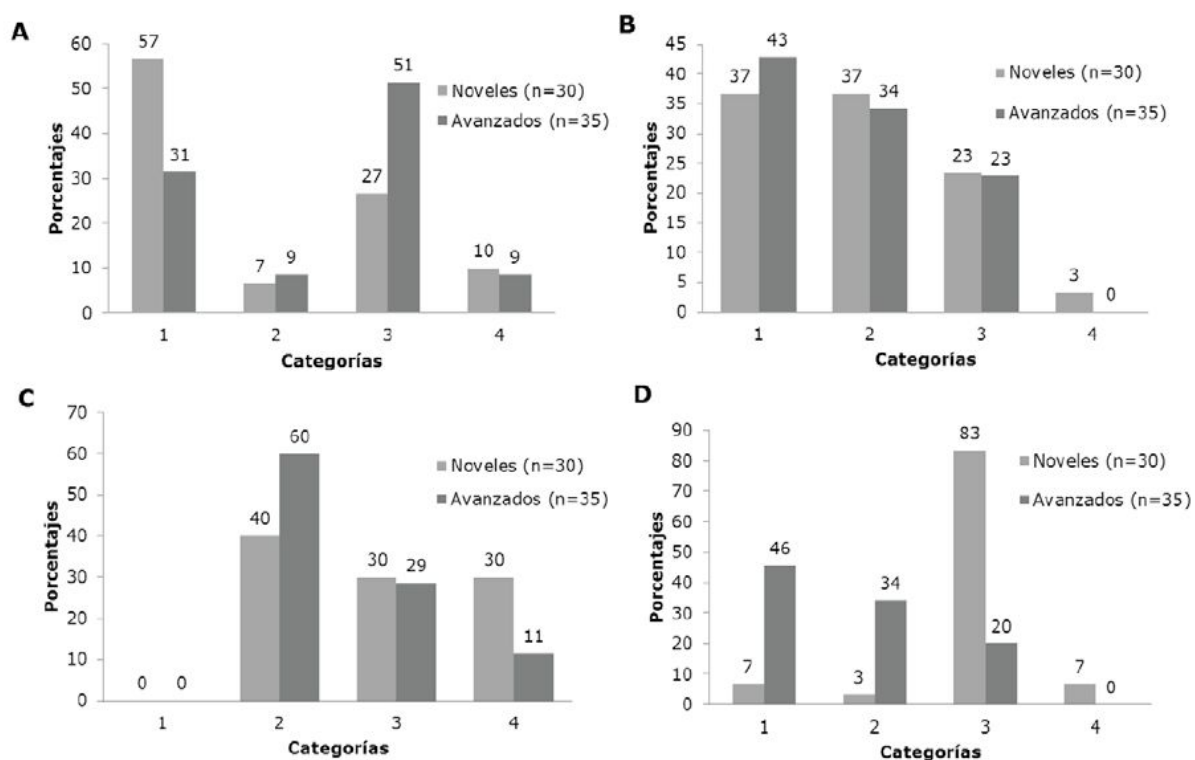 A
Porcentajes
60
50
40
30
20
10
0
57
31
7
9
27
51
10
9
Noveles (n=30)
Avanzados (n=35)
1 2 3 4
Categorías
B
Porcentajes
45
40
35
30
25
20
15
10
5
0
37
43
37
34
23
23
3
0
Noveles (n=30)
Avanzados (n=35)
1 2 3 4
Categorías
C
Porcentajes
70
60
50
40
30
20
10
0
0
0
40
60
30
29
30
11
Noveles (n=30)
Avanzados (n=35)
1 2 3 4
Categorías
D
Porcentajes
90
80
70
60
50
40
30
20
10
0
7
46
3
34
83
20
7
0
Noveles (n=30)
Avanzados (n=35)
1 2 3 4
Categorías